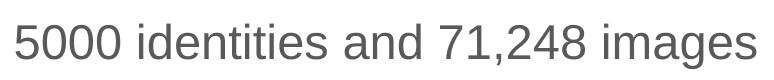 5000 identities and 71,248 images